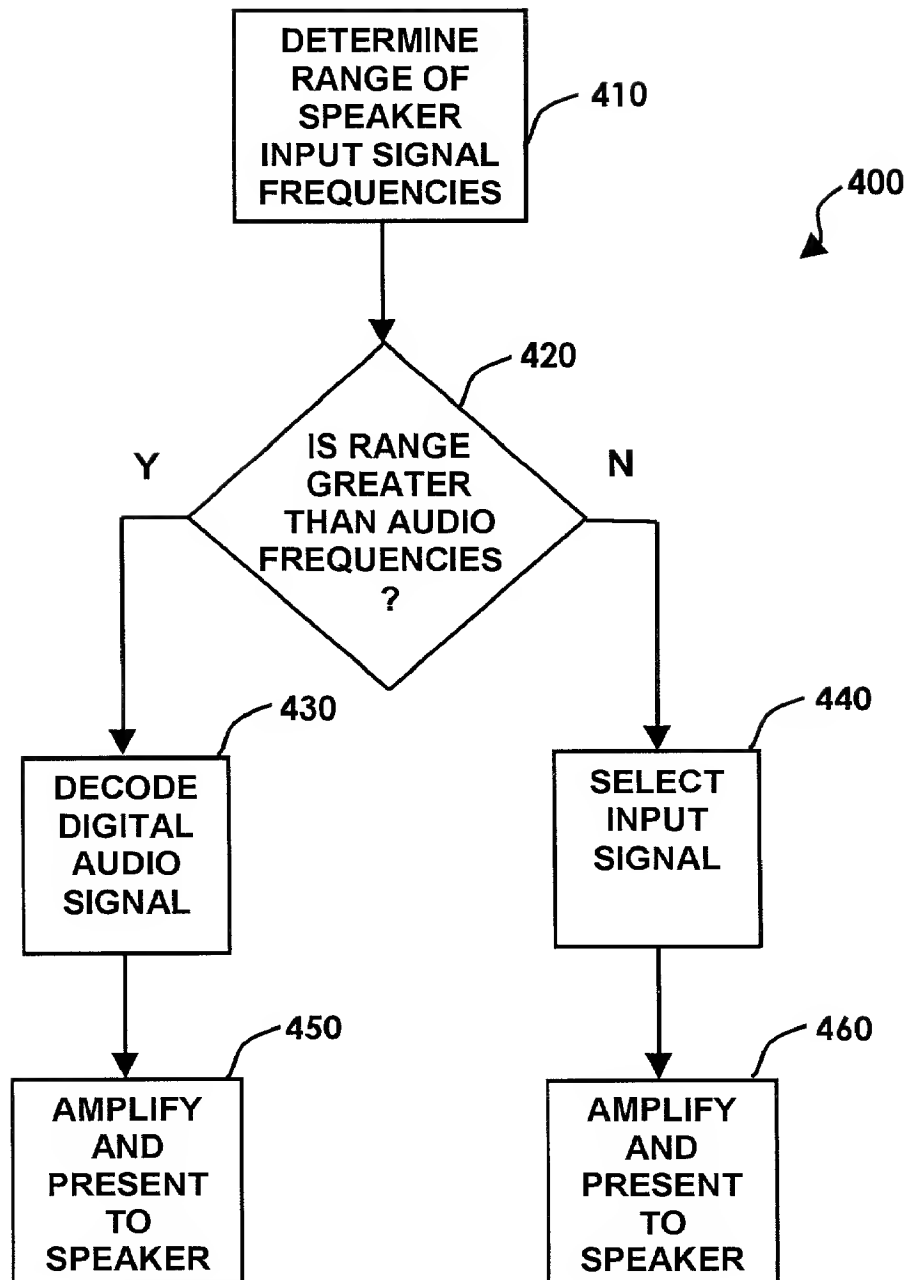 DETERMINE
RANGE OF
SPEAKER
INPUT SIGNAL
FREQUENCIES
410
400
420
IS RANGE
GREATER
THAN AUDIO
FREQUENCIES
?
Y
N
430
DECODE
DIGITAL
AUDIO
SIGNAL
440
SELECT
INPUT
SIGNAL
450
AMPLIFY
AND
PRESENT
TO
SPEAKER
460
AMPLIFY
AND
PRESENT
TO
SPEAKER